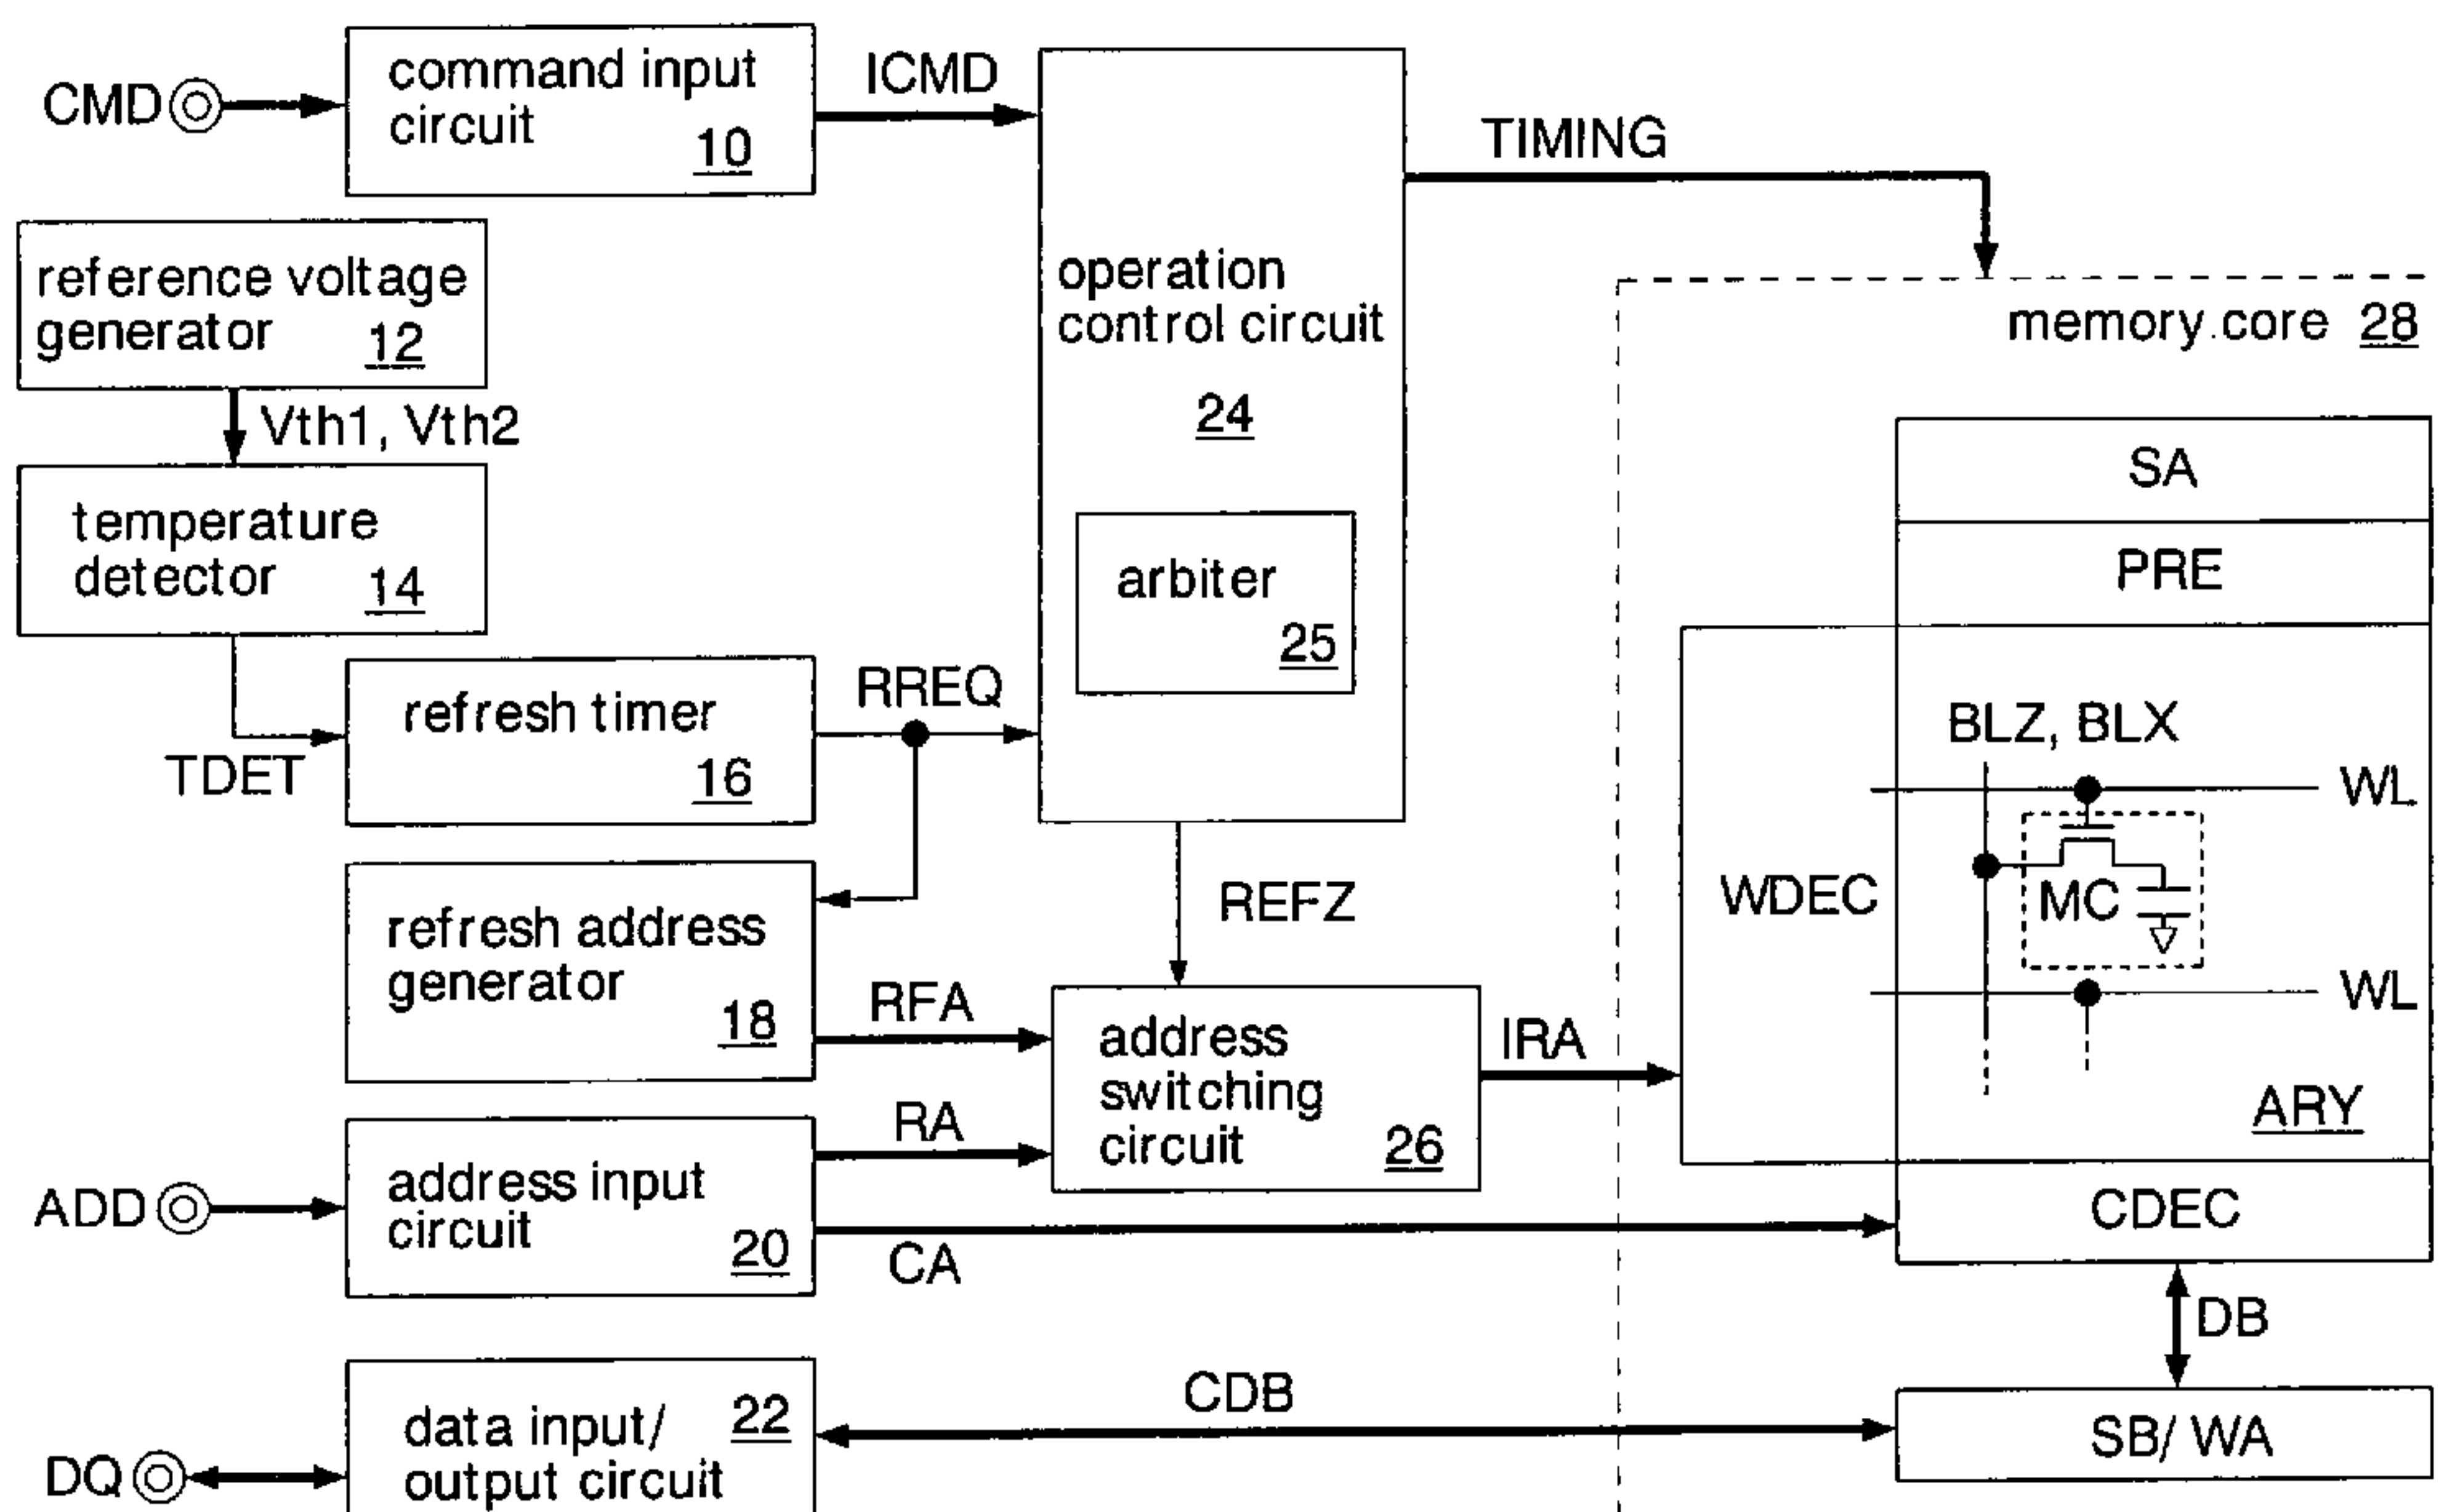 CMD
command input
circuit
10
ICMD
TIMING
reference voltage
generator 12
operation
control circuit
24
memory.core 28
Vth1, Vth2
temperature
detector 14
arbiter
25
SA
PRE
TDET
refresh timer
16
RREQ
BLZ, BLX
WL
WDEC
MC
WL
ARY
refresh address
generator
18
REFZ
RFA
address
switching
circuit 26
IRA
RA
ADD
address input
circuit
20
CA
CDEC
DB
DQ
data input/
output circuit
22
CDB
SB/ WA